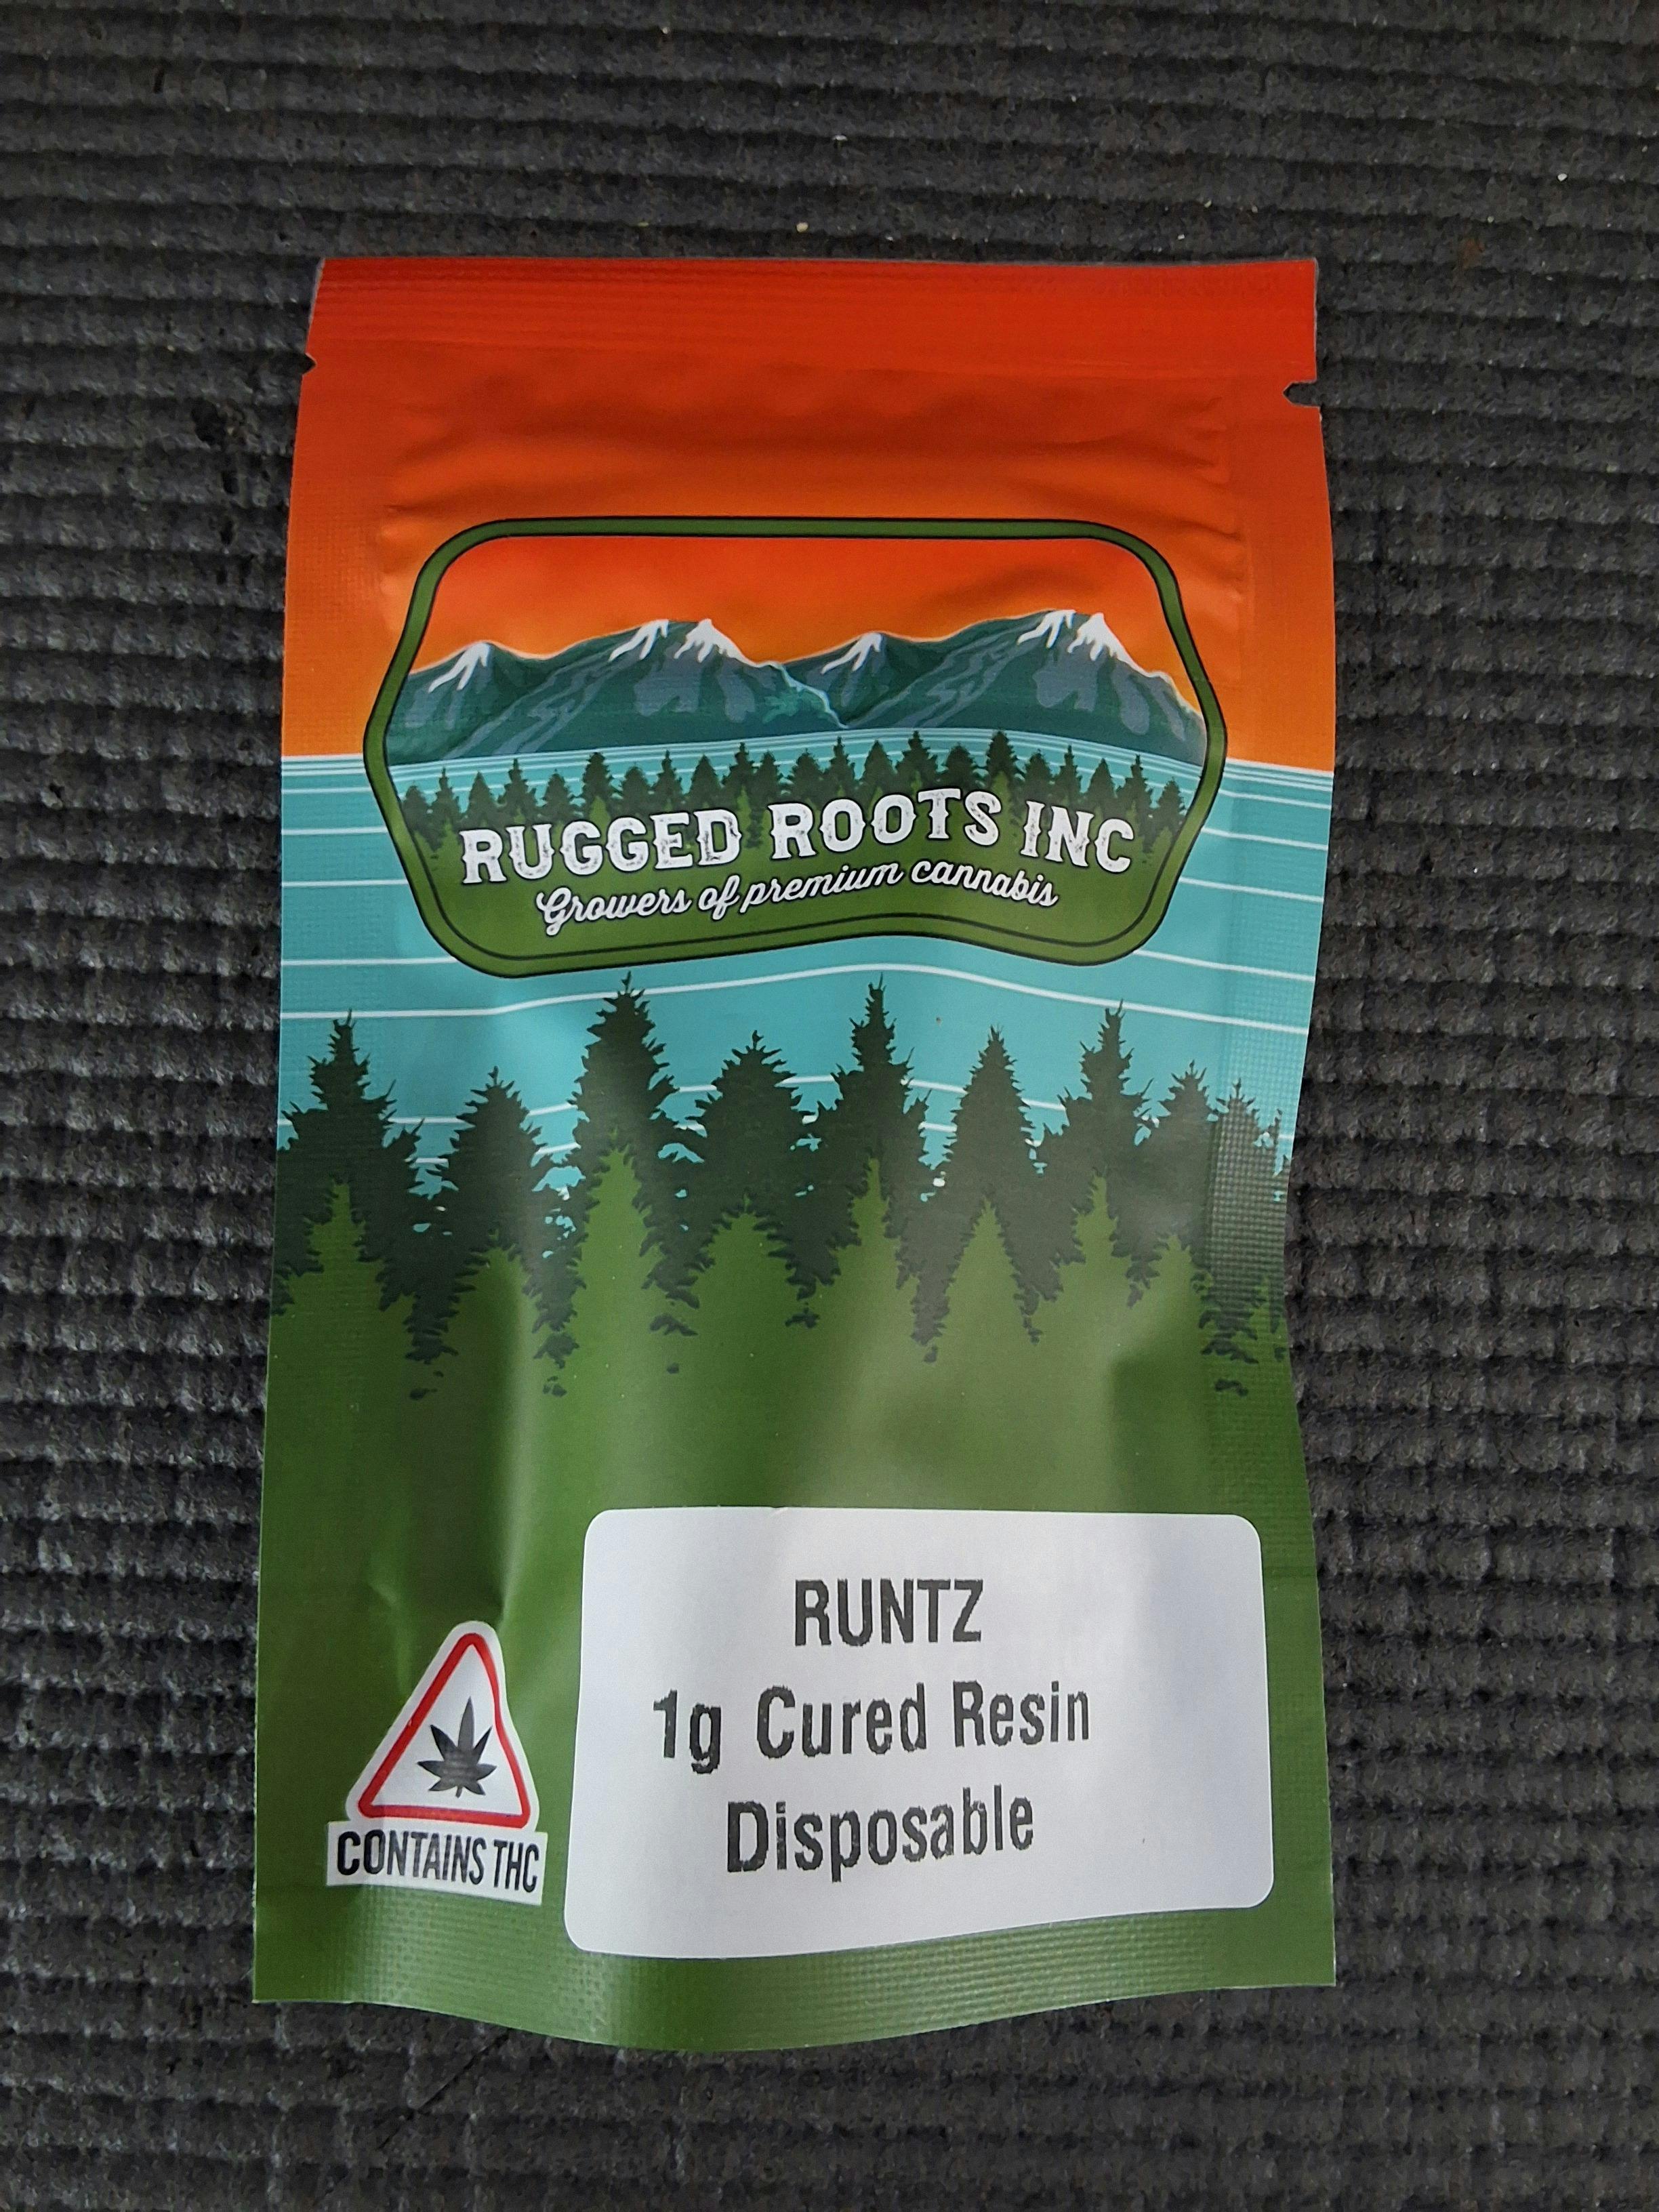 RUGGED ROOTS INC
Growers of premium cannabis
RUNTZ
1g Cured Resin
Disposable
CONTAINS THC